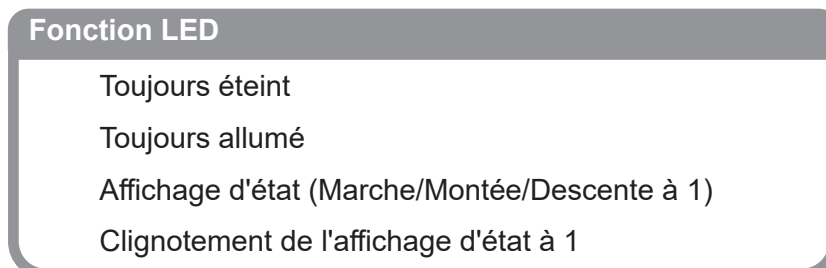 Fonction LED
Toujours éteint
Toujours allumé
Affichage d'état (Marche/Montée/Descente à 1)
Clignotement de l'affichage d'état à 1